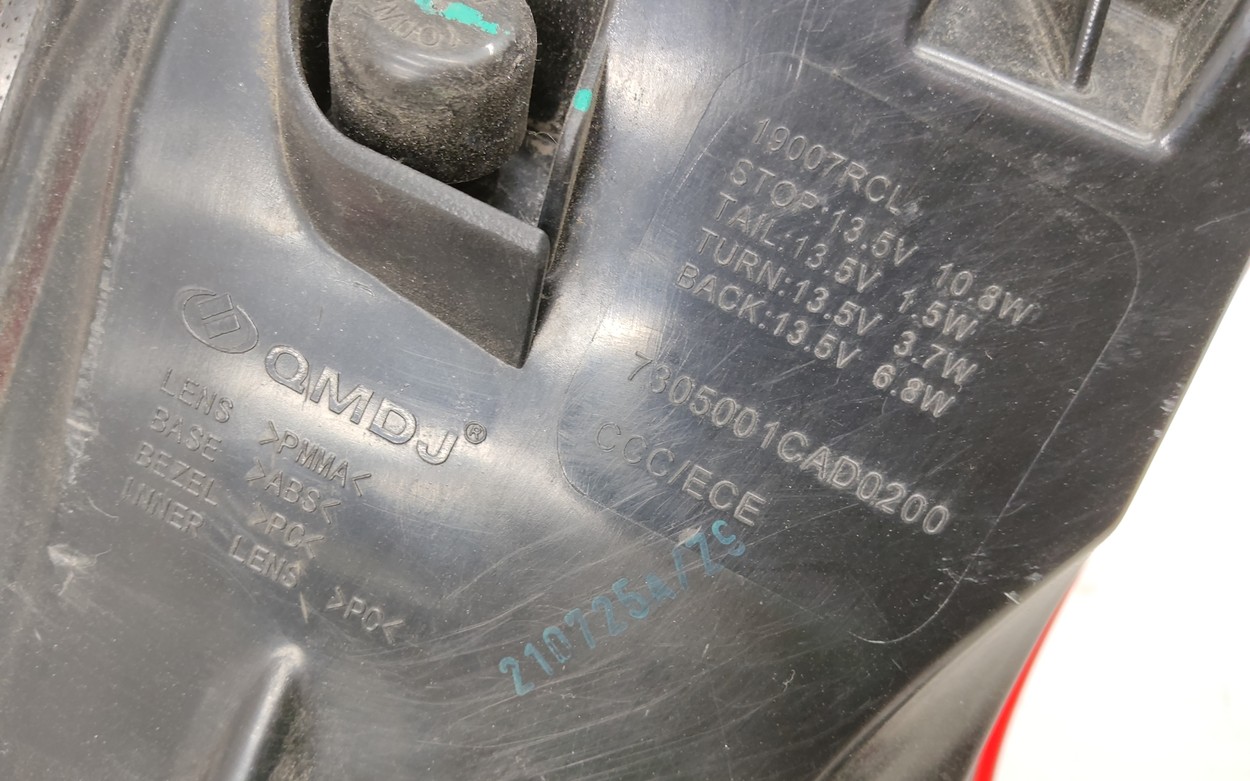 19007RCL
STOP:13.5V 10.8W
TAIL:13.5V 1.5W
TURN:13.5V 3.7W
BACK:13.5V 6.8W
7305001CAD0200
CCC/ECE
QMDJ®
LENS >PMMA<
BASE >ABS<
BEZEL >PC<
INNER LENS >PC<